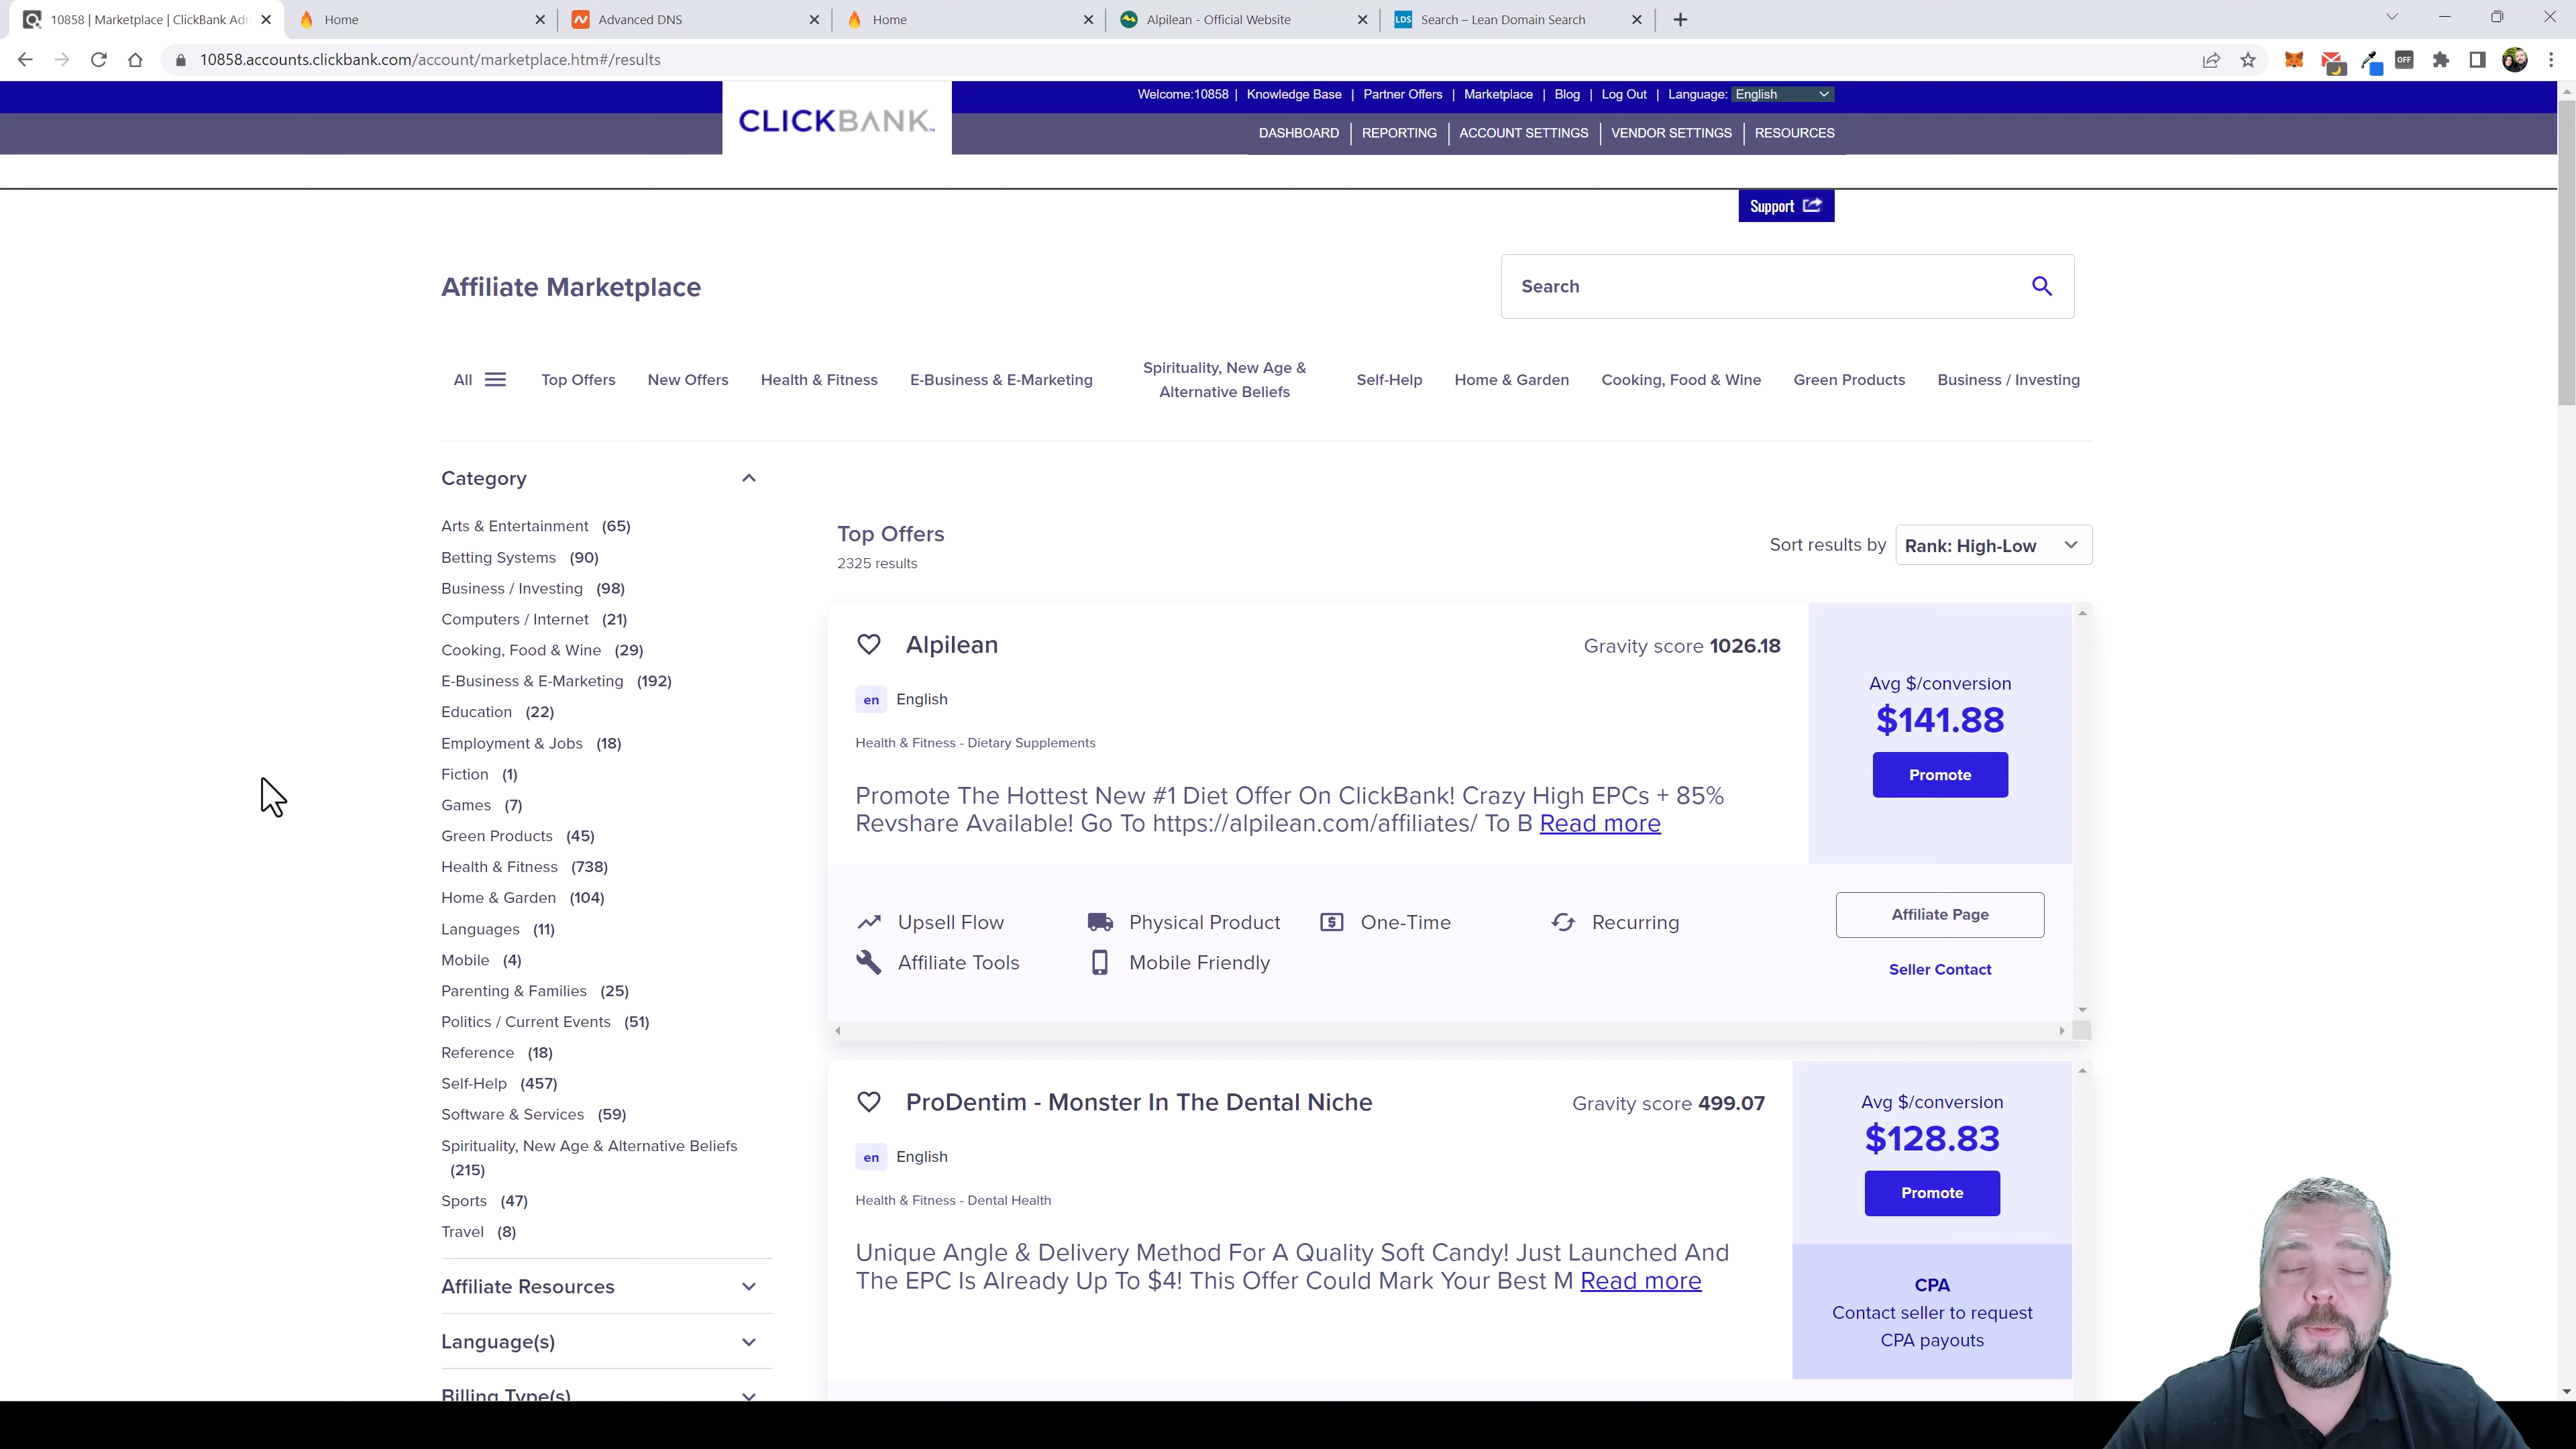 10858 | Marketplace | ClickBank Adm
Home
Advanced DNS
Home
Alpilean - Official Website
LDS
Search – Lean Domain Search
10858.accounts.clickbank.com/account/marketplace.htm#/results
OFF
CLICKBANK
Welcome:10858 | Knowledge Base | Partner Offers | Marketplace | Blog | Log Out | Language: English
DASHBOARD | REPORTING | ACCOUNT SETTINGS | VENDOR SETTINGS | RESOURCES
Support
Affiliate Marketplace
Search
All
Top Offers
New Offers
Health & Fitness
E-Business & E-Marketing
Spirituality, New Age &
Alternative Beliefs
Self-Help
Home & Garden
Cooking, Food & Wine
Green Products
Business / Investing
Category
Arts & Entertainment (65)
Betting Systems (90)
Business / Investing (98)
Computers / Internet (21)
Cooking, Food & Wine (29)
E-Business & E-Marketing (192)
Education (22)
Employment & Jobs (18)
Fiction (1)
Games (7)
Green Products (45)
Health & Fitness (738)
Home & Garden (104)
Languages (11)
Mobile (4)
Parenting & Families (25)
Politics / Current Events (51)
Reference (18)
Self-Help (457)
Software & Services (59)
Spirituality, New Age & Alternative Beliefs
(215)
Sports (47)
Travel (8)
Affiliate Resources
Language(s)
Billing Type(s)
Top Offers
2325 results
Sort results by Rank: High-Low
Alpilean
Gravity score 1026.18
en English
Health & Fitness - Dietary Supplements
Promote The Hottest New #1 Diet Offer On ClickBank! Crazy High EPCs + 85%
Revshare Available! Go To https://alpilean.com/affiliates/ To B Read more
Avg $/conversion
$141.88
Promote
Upsell Flow
Physical Product
One-Time
Recurring
Affiliate Tools
Mobile Friendly
Affiliate Page
Seller Contact
ProDentim - Monster In The Dental Niche
Gravity score 499.07
en English
Health & Fitness - Dental Health
Unique Angle & Delivery Method For A Quality Soft Candy! Just Launched And
The EPC Is Already Up To $4! This Offer Could Mark Your Best M Read more
Avg $/conversion
$128.83
Promote
CPA
Contact seller to request
CPA payouts